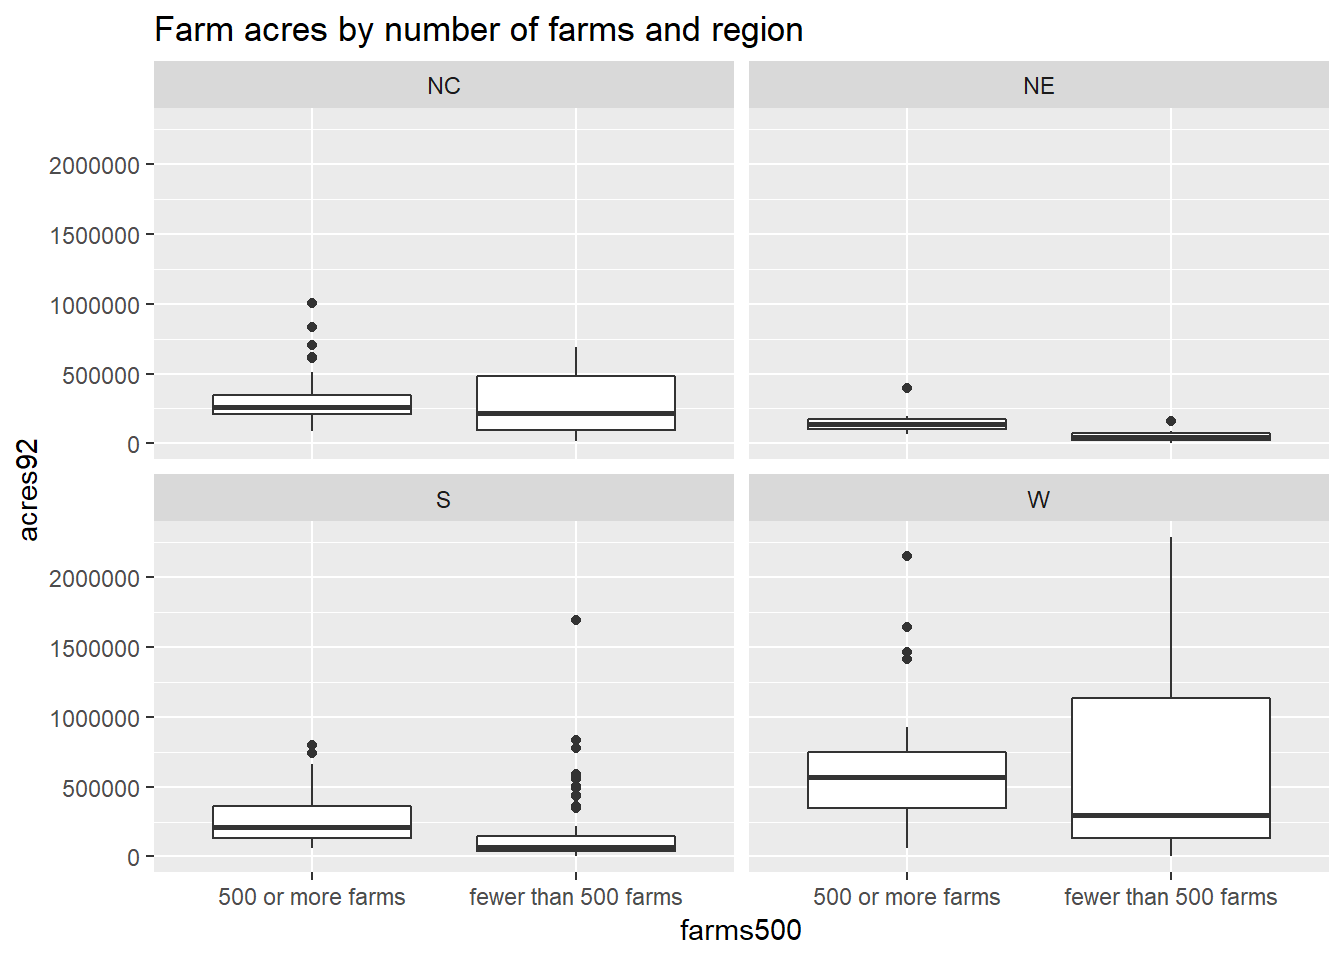 Farm acres by number of farms and region
NC
NE
2000000
1500000
1000000
500000
0
acres92
S
W
2000000
1500000
1000000
500000
0
500 or more farms
fewer than 500 farms
500 or more farms
fewer than 500 farms
farms500